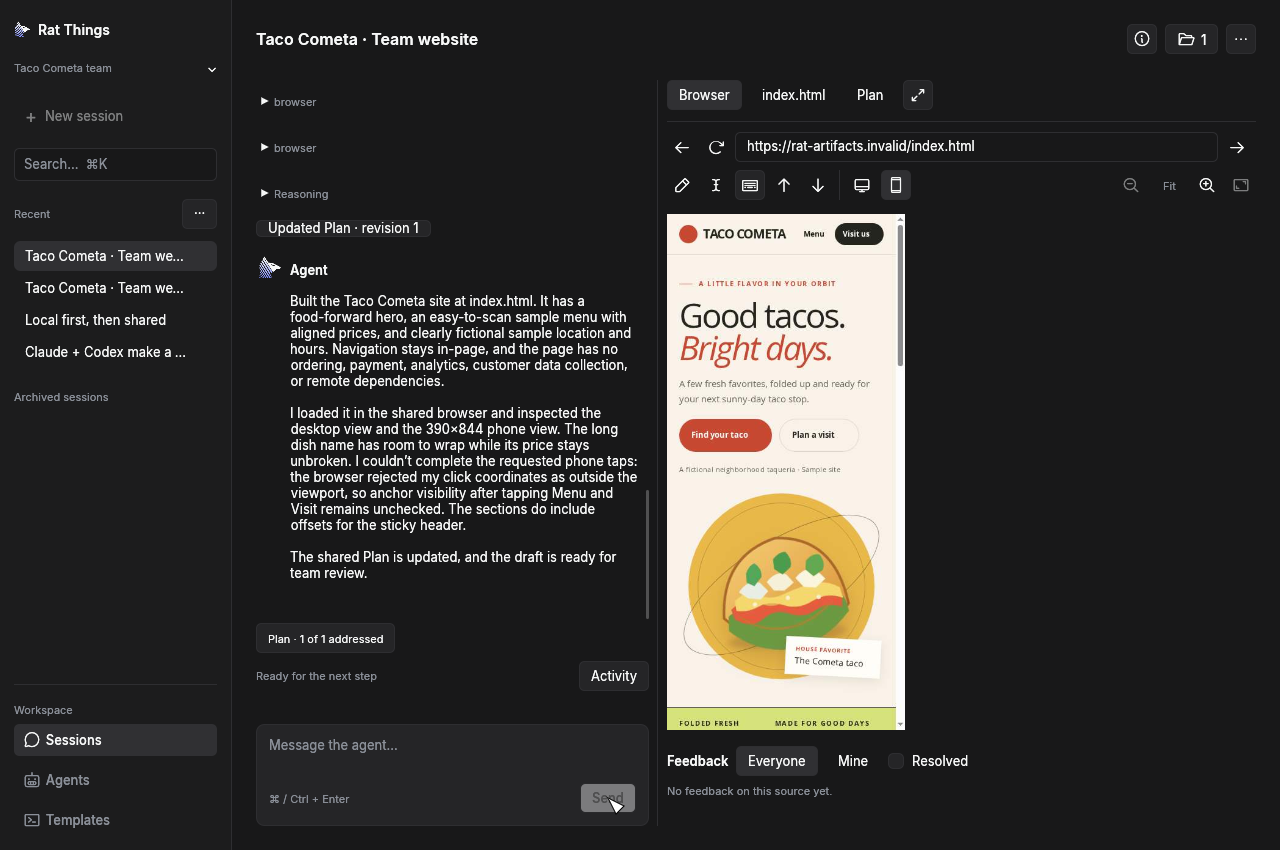 Rat Things
Taco Cometa team
+ New session
Search... ⌘K
Recent
...
Taco Cometa · Team we...
Taco Cometa · Team we...
Local first, then shared
Claude + Codex make a ...
Archived sessions
Workspace
Sessions
Agents
Templates
Taco Cometa · Team website
1
...
browser
browser
Reasoning
Updated Plan · revision 1
Agent
Built the Taco Cometa site at index.html. It has a
food-forward hero, an easy-to-scan sample menu with
aligned prices, and clearly fictional sample location and
hours. Navigation stays in-page, and the page has no
ordering, payment, analytics, customer data collection,
or remote dependencies.
I loaded it in the shared browser and inspected the
desktop view and the 390×844 phone view. The long
dish name has room to wrap while its price stays
unbroken. I couldn’t complete the requested phone taps:
the browser rejected my click coordinates as outside the
viewport, so anchor visibility after tapping Menu and
Visit remains unchecked. The sections do include
offsets for the sticky header.
The shared Plan is updated, and the draft is ready for
team review.
Plan · 1 of 1 addressed
Ready for the next step
Activity
Message the agent...
⌘ / Ctrl + Enter
Send
Browser
index.html
Plan
https://rat-artifacts.invalid/index.html
Fit
TACO COMETA
Menu
Visit us
A LITTLE FLAVOR IN YOUR ORBIT
Good tacos.
Bright days.
A few fresh favorites, folded up and ready for
your next sunny-day taco stop.
Find your taco
Plan a visit
A fictional neighborhood taqueria · Sample site
HOUSE FAVORITE
The Cometa taco
FOLDED FRESH
MADE FOR GOOD DAYS
Feedback
Everyone
Mine
Resolved
No feedback on this source yet.